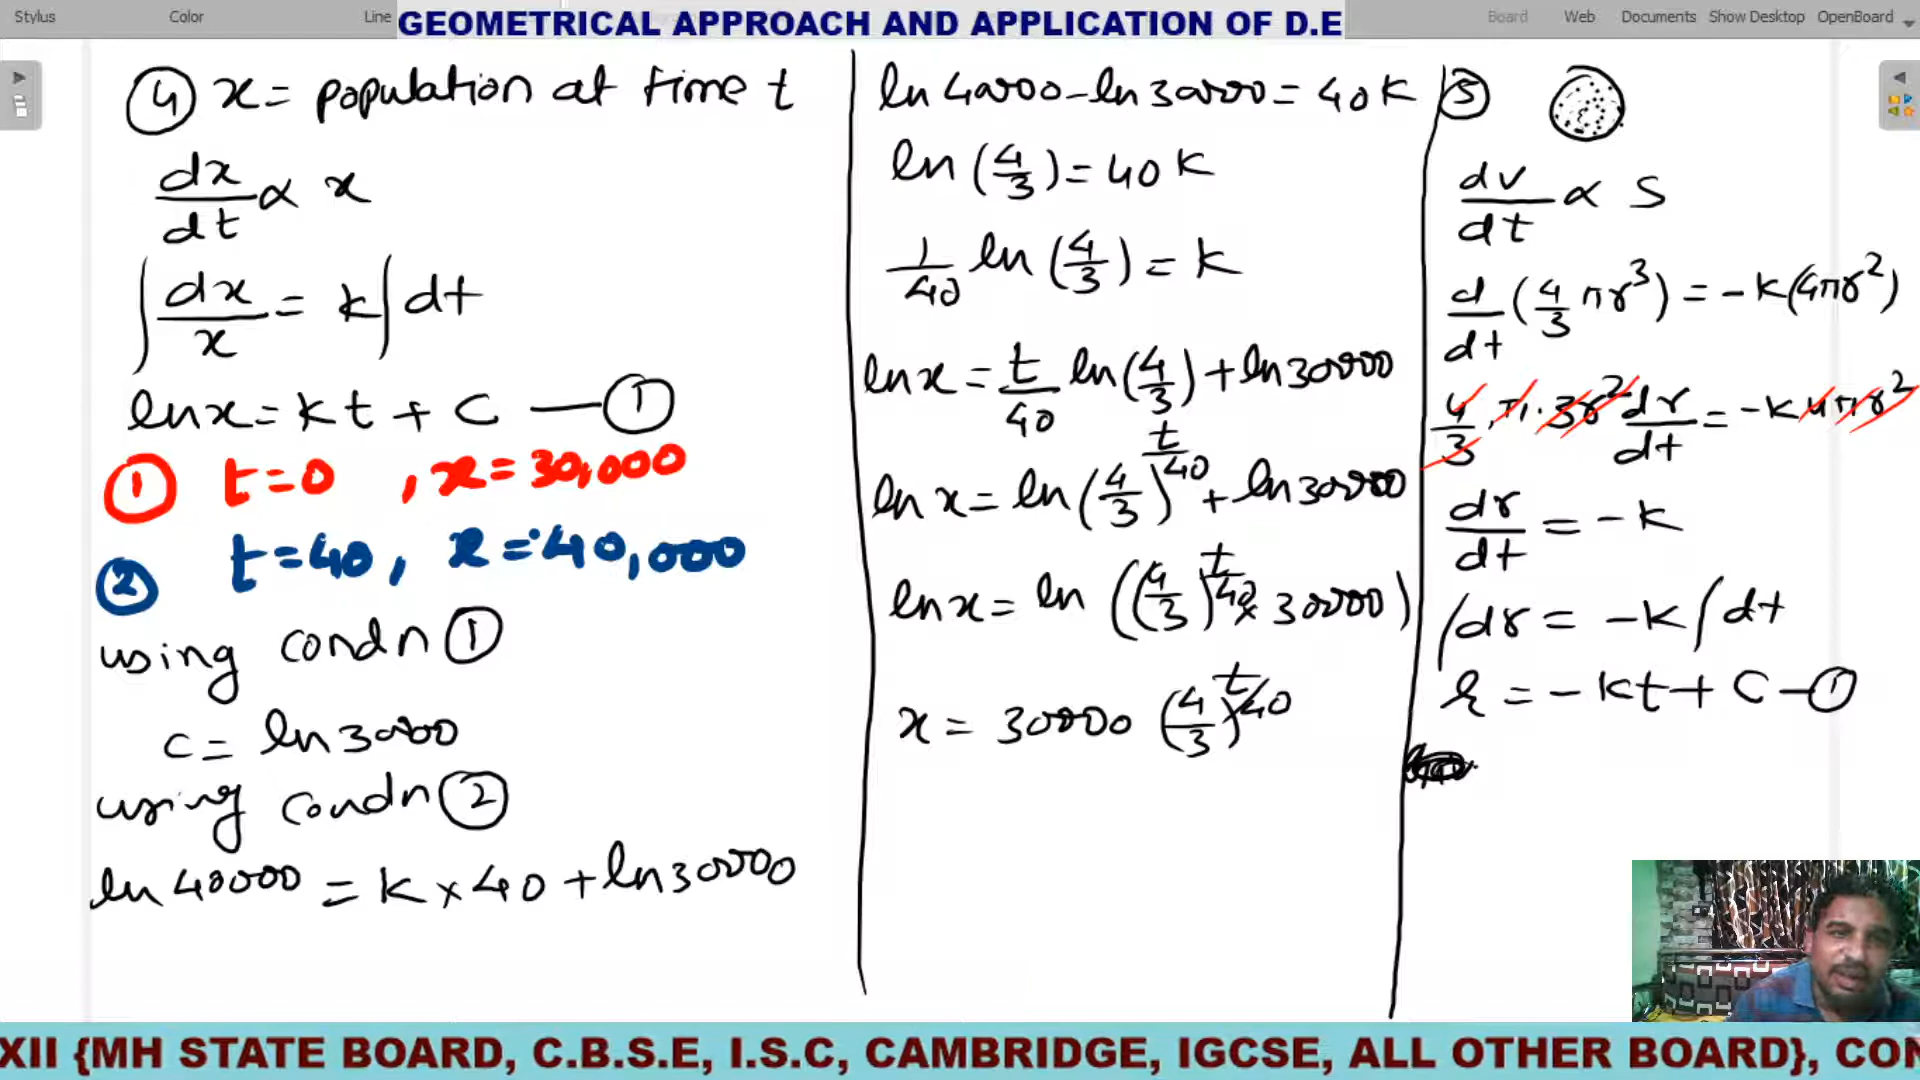 Stylus Color Line GEOMETRICAL APPROACH AND APPLICATION OF D.E Board Web Documents Show Desktop OpenBoard
④ x = population at time t
dx/dt ∝ x
∫ dx/x = k ∫ dt
ln x = kt + C — ①
① t = 0 , x = 30,000
② t = 40 , x = 40,000
using condn ①
c = ln 30000
using condn ②
ln 40000 = k × 40 + ln 30000
ln 40000 – ln 30000 = 40 k
ln (4/3) = 40 k
1/40 ln (4/3) = k
ln x = t/40 ln (4/3) + ln 30000
ln x = ln (4/3)^(t/40) + ln 30000
ln x = ln ((4/3)^(t/40) × 30000)
x = 30000 (4/3)^(t/40)
⑤
dv/dt ∝ S
d/dt (4/3 πr³) = – k (4πr²)
4/3 . π . 3r² dr/dt = – k 4πr²
dr/dt = – k
∫ dr = – k ∫ dt
r = – kt + C – ①
XII {MH STATE BOARD, C.B.S.E, I.S.C, CAMBRIDGE, IGCSE, ALL OTHER BOARD}, CON